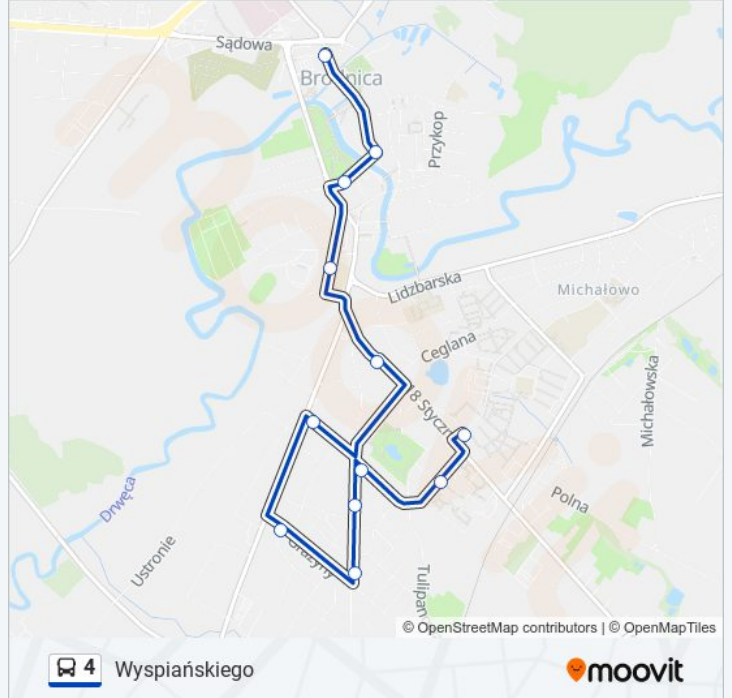 Sądowa
Brodnica
Przykop
Lidzbarska
Michałowo
Ceglana
Michałowska
18 Stycznia
Drwęca
Polna
Ustronie
Grażyny
Tulipan
© OpenStreetMap contributors | © OpenMapTiles
4 Wyspiańskiego
moovit